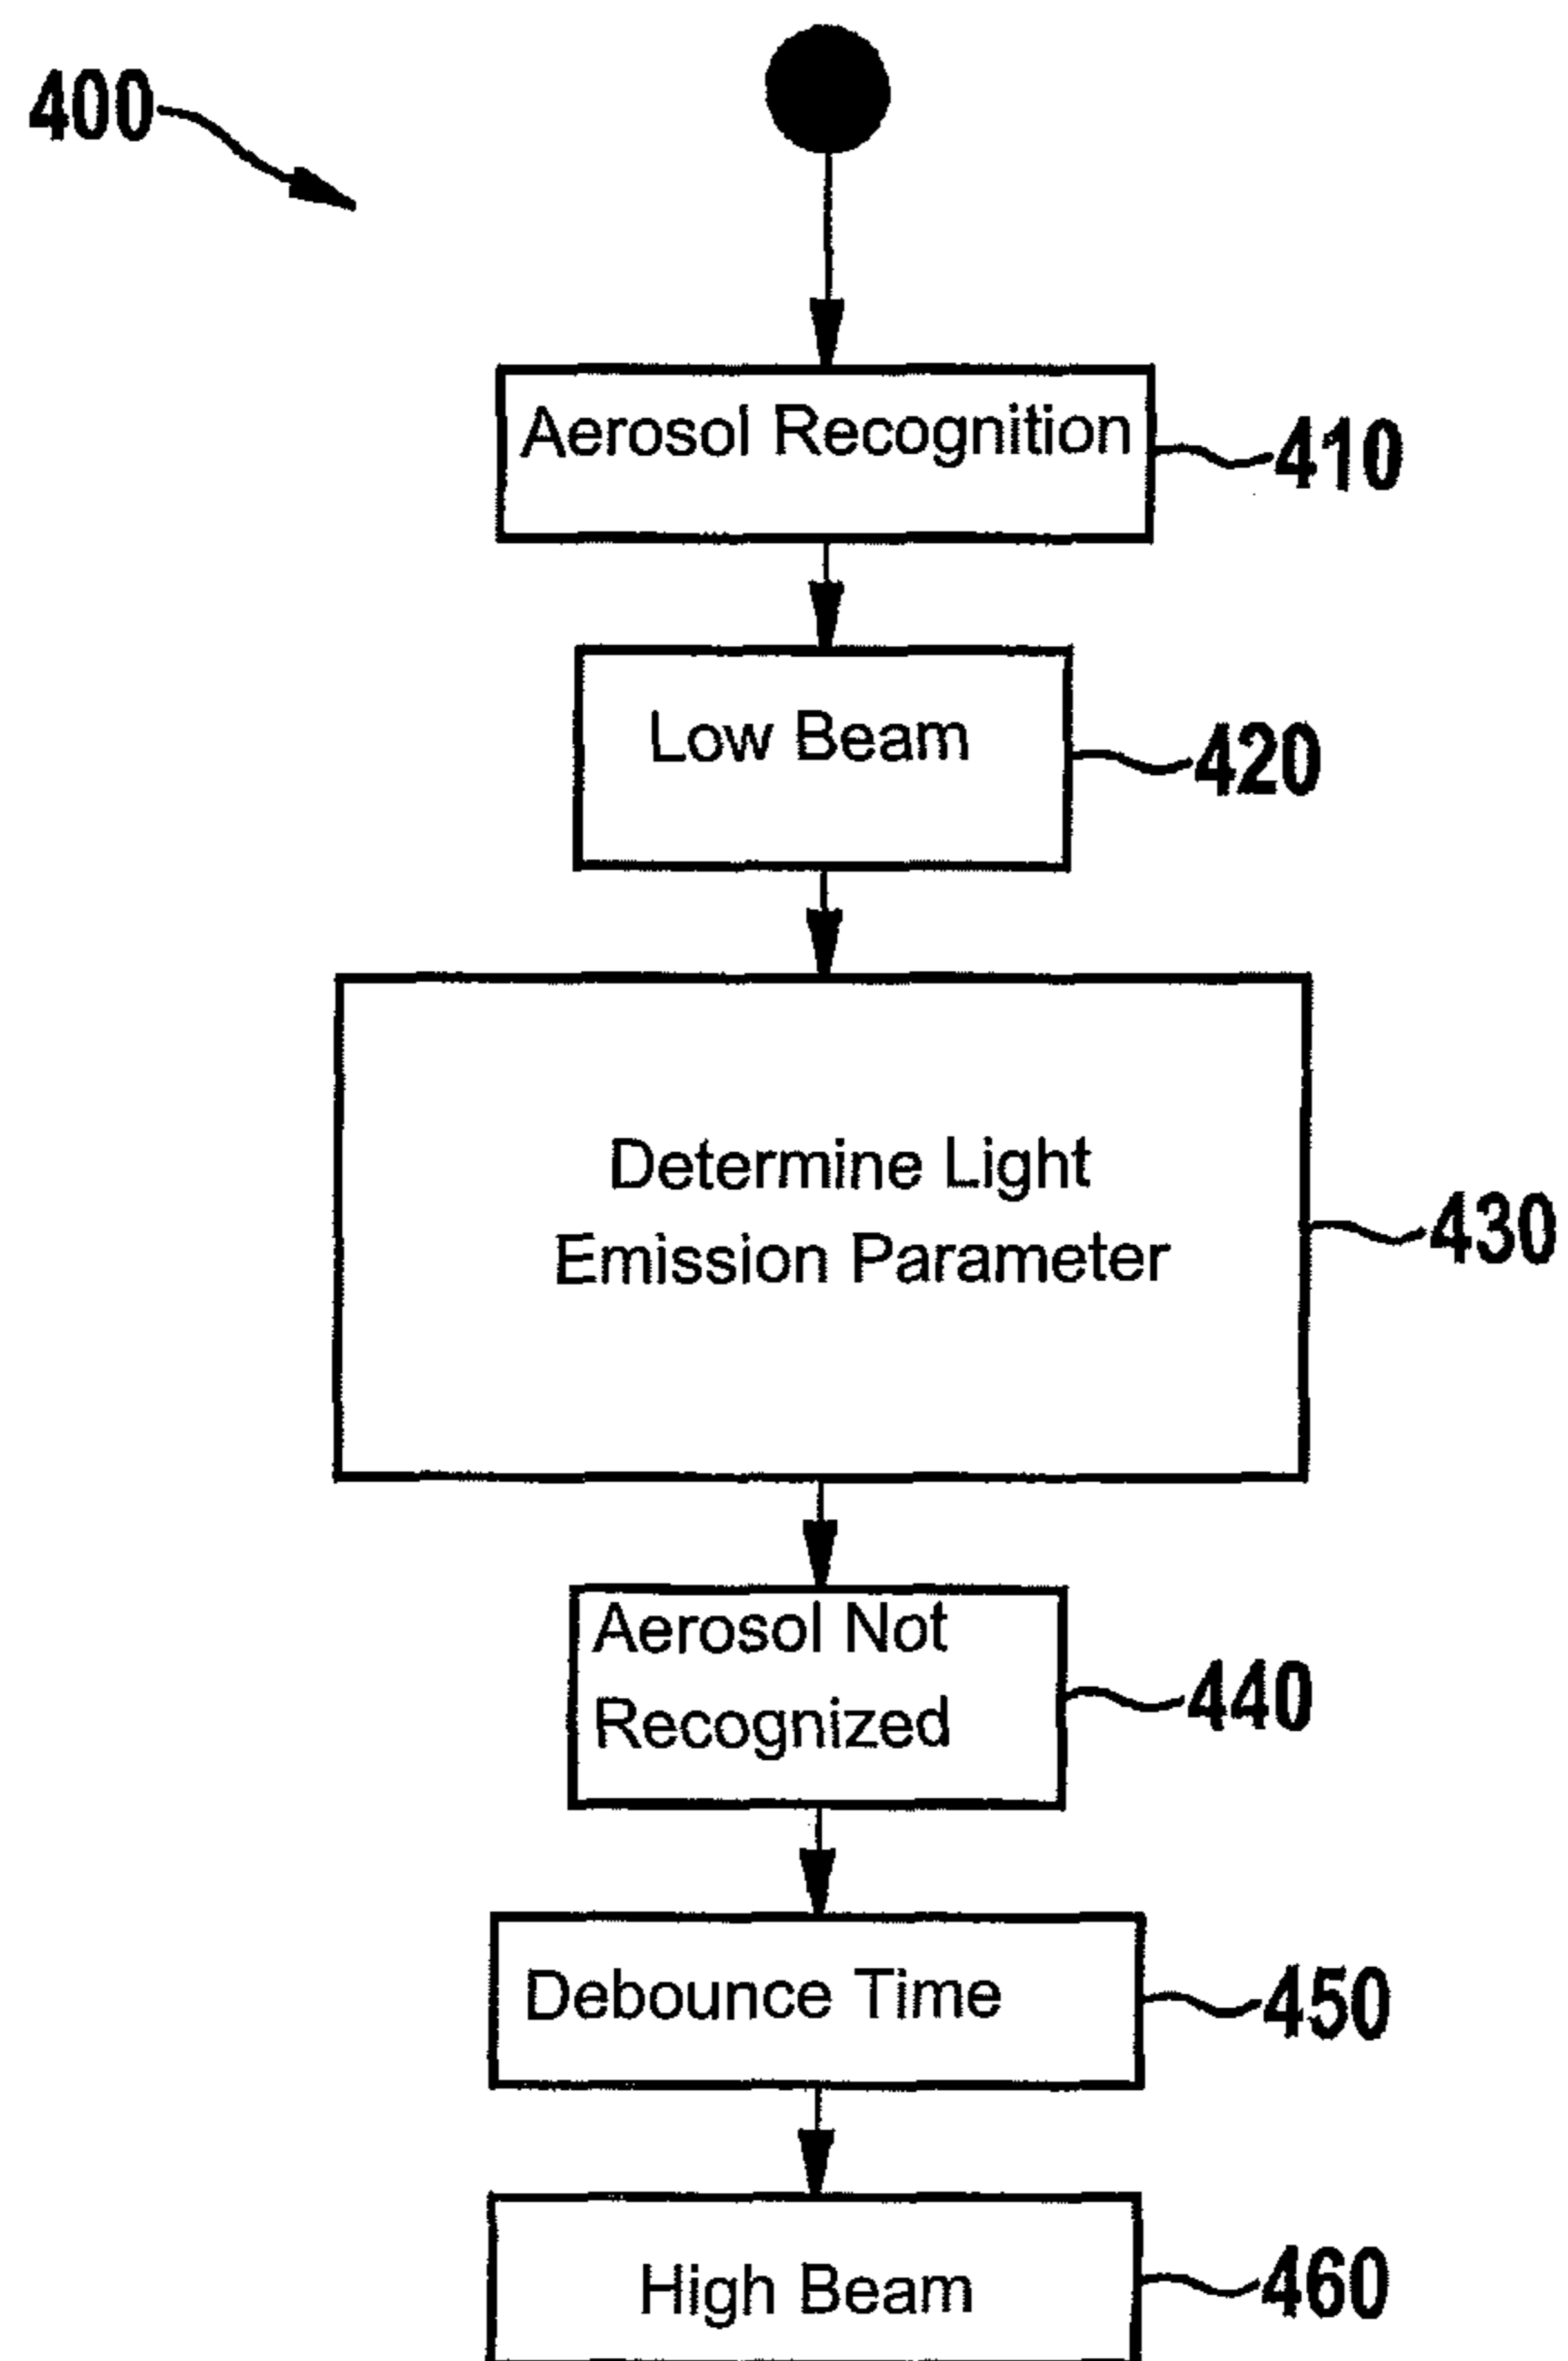 400
Aerosol Recognition
410
Low Beam
420
Determine Light
Emission Parameter
430
Aerosol Not
Recognized
440
Debounce Time
450
High Beam
460